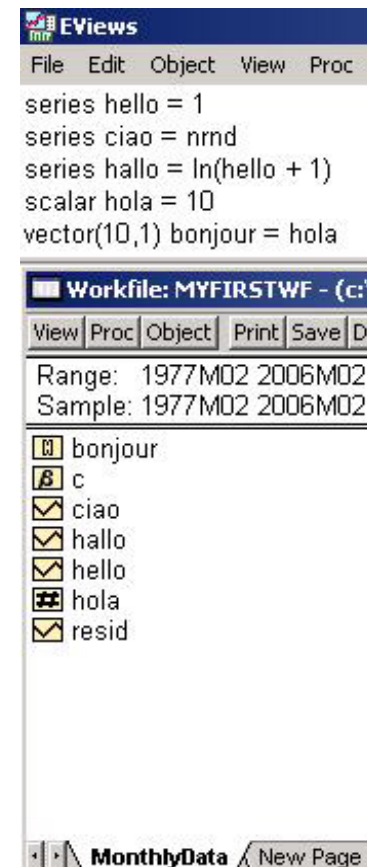 EViews
File Edit Object View Proc
series hello = 1
series ciao = nrnd
series hallo = ln(hello + 1)
scalar hola = 10
vector(10,1) bonjour = hola
Workfile: MYFIRSTWF - (c:
View Proc Object Print Save D
Range: 1977M02 2006M02
Sample: 1977M02 2006M02
bonjour
β c
ciao
hallo
hello
# hola
resid
MonthlyData New Page